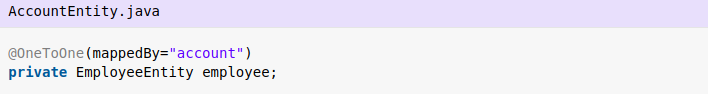 AccountEntity.java
@OneToOne(mappedBy="account")
private EmployeeEntity employee;